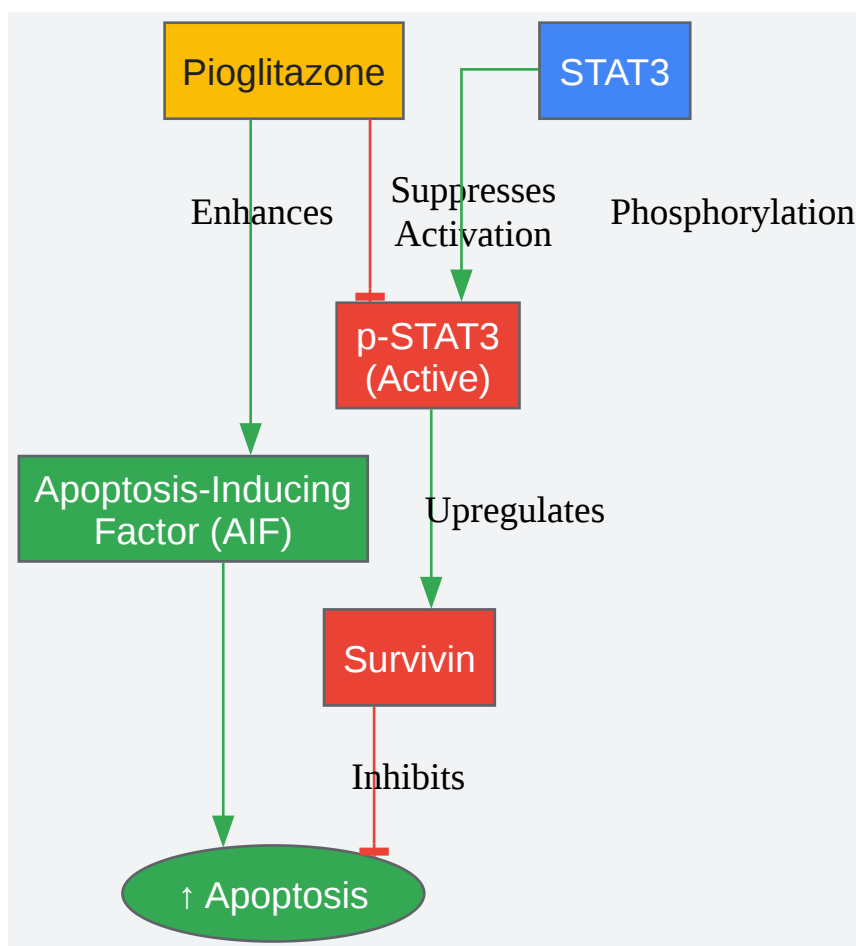 Pioglitazone
STAT3
Enhances
Suppresses
Activation
Phosphorylation
p-STAT3
(Active)
Apoptosis-Inducing
Factor (AIF)
Upregulates
Survivin
Inhibits
↑ Apoptosis